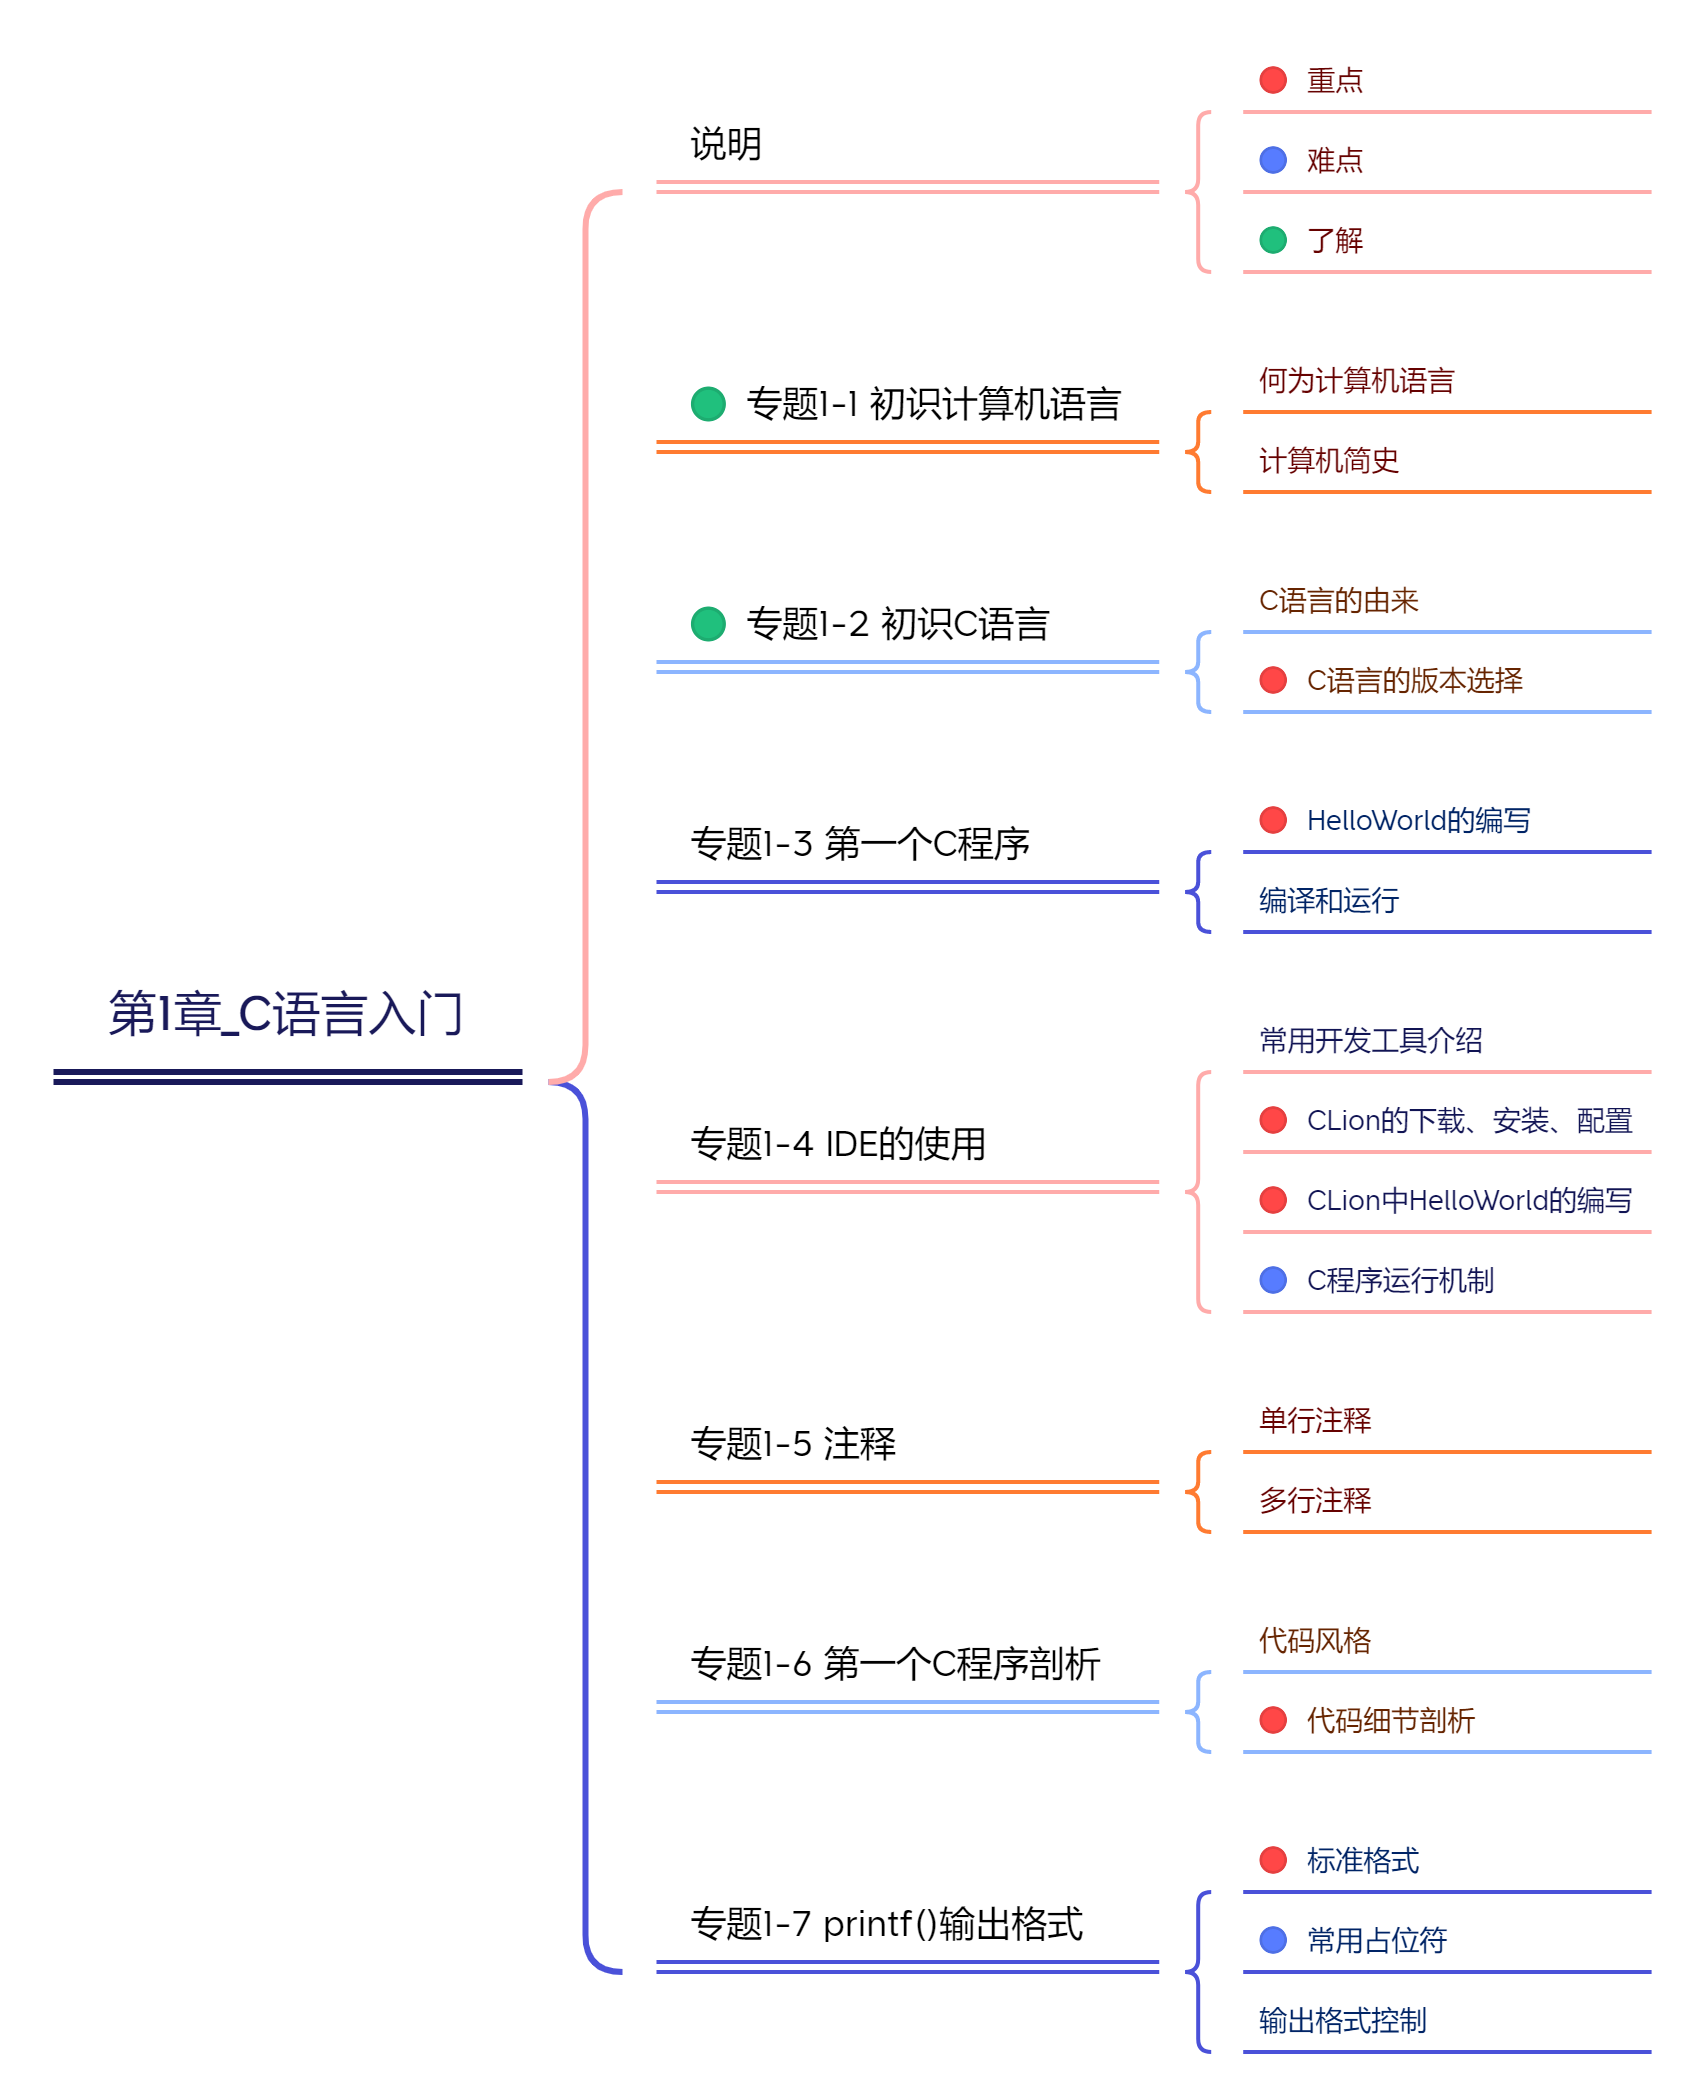 第1章_C语言入门
说明
重点
难点
了解
专题1-1 初识计算机语言
何为计算机语言
计算机简史
专题1-2 初识C语言
C语言的由来
C语言的版本选择
专题1-3 第一个C程序
HelloWorld的编写
编译和运行
专题1-4 IDE的使用
常用开发工具介绍
CLion的下载、安装、配置
CLion中HelloWorld的编写
C程序运行机制
专题1-5 注释
单行注释
多行注释
专题1-6 第一个C程序剖析
代码风格
代码细节剖析
专题1-7 printf()输出格式
标准格式
常用占位符
输出格式控制